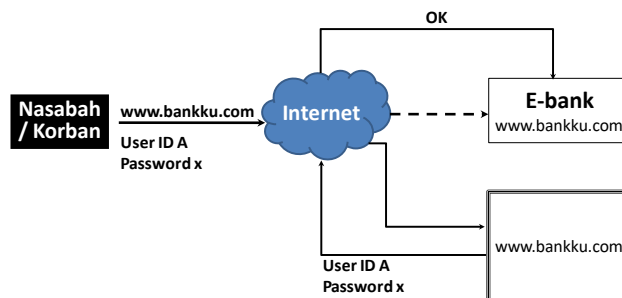 OK
Nasabah
/ Korban
www.bankku.com
User ID A
Password x
Internet
E-bank
www.bankku.com
www.bankku.com
User ID A
Password x